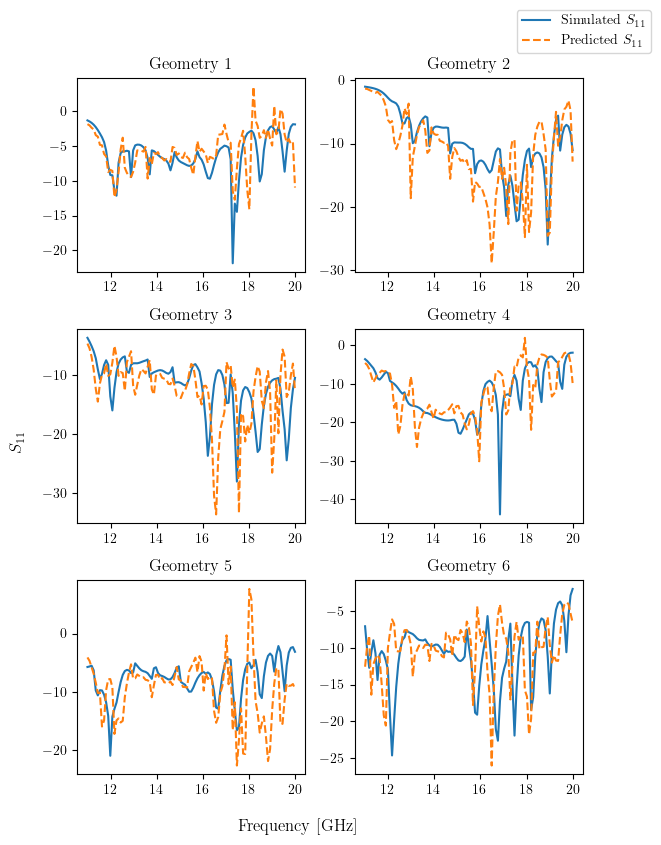 Simulated S₁₁
Predicted S₁₁
Geometry 1
0
−5
−10
−15
−20
12 14 16 18 20
Geometry 2
0
−10
−20
−30
12 14 16 18 20
Geometry 3
−10
−20
−30
12 14 16 18 20
Geometry 4
0
−10
−20
−30
−40
12 14 16 18 20
S₁₁
Geometry 5
0
−10
−20
12 14 16 18 20
Geometry 6
−5
−10
−15
−20
−25
12 14 16 18 20
Frequency [GHz]